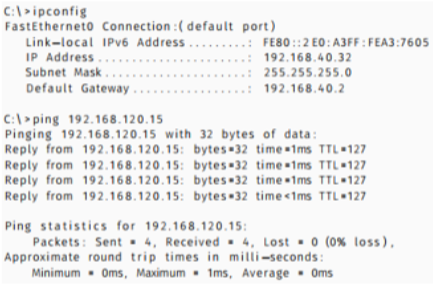 C:\>ipconfig
FastEthernet0 Connection:(default port)
Link-local IPv6 Address.........: FE80::2E0:A3FF:FEA3:7605
IP Address......................: 192.168.40.32
Subnet Mask.....................: 255.255.255.0
Default Gateway.................: 192.168.40.2
C:\>ping 192.168.120.15
Pinging 192.168.120.15 with 32 bytes of data:
Reply from 192.168.120.15: bytes=32 time=1ms TTL=127
Reply from 192.168.120.15: bytes=32 time=1ms TTL=127
Reply from 192.168.120.15: bytes=32 time=1ms TTL=127
Reply from 192.168.120.15: bytes=32 time<1ms TTL=127
Ping statistics for 192.168.120.15:
Packets: Sent = 4, Received = 4, Lost = 0 (0% loss),
Approximate round trip times in milli-seconds:
Minimum = 0ms, Maximum = 1ms, Average = 0ms